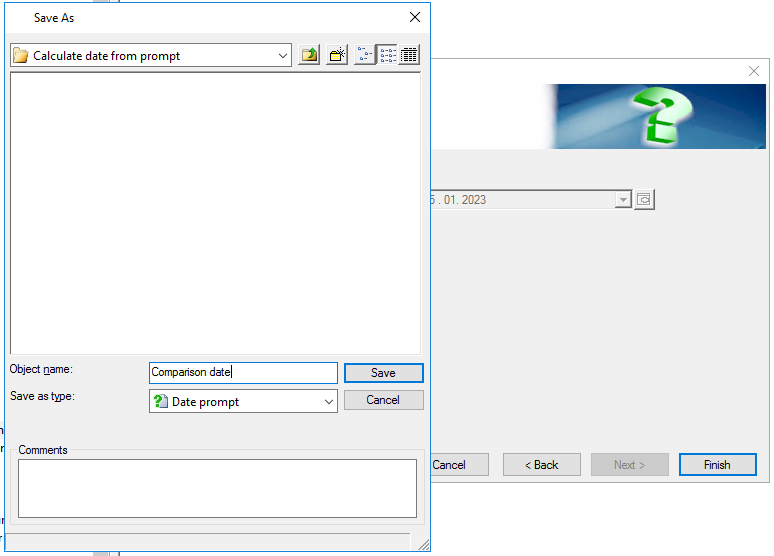 Save As
Calculate date from prompt
. 01. 2023
Object name:
Comparison date
Save
Save as type:
Date prompt
Cancel
Comments
Cancel
< Back
Next >
Finish